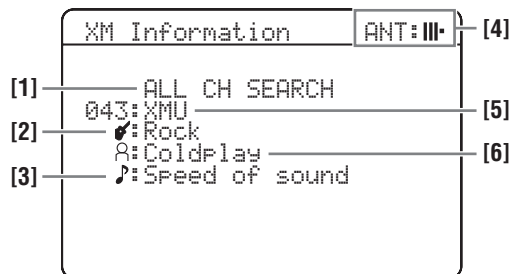 XM Information ANT: [4]
[1] ALL CH SEARCH
043:XMU [5]
[2] :Rock
:Coldplay [6]
[3] :Speed of sound